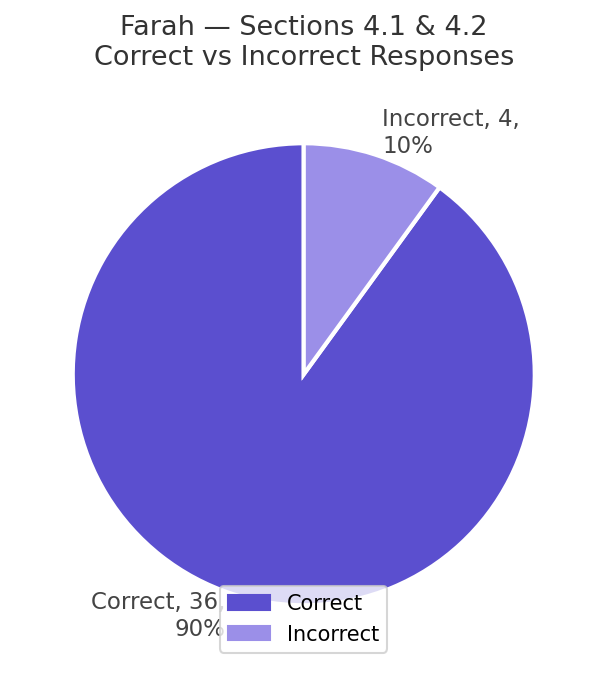 Farah — Sections 4.1 & 4.2
Correct vs Incorrect Responses
Incorrect, 4,
10%
Correct, 36,
90%
Correct
Incorrect